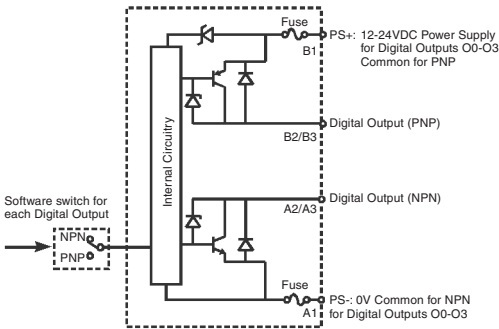 Fuse
B1
PS+: 12-24VDC Power Supply
for Digital Outputs O0-O3
Common for PNP
Internal Circuitry
Digital Output (PNP)
B2/B3
Digital Output (NPN)
A2/A3
Software switch for
each Digital Output
NPN
PNP
Fuse
A1
PS-: 0V Common for NPN
for Digital Outputs O0-O3